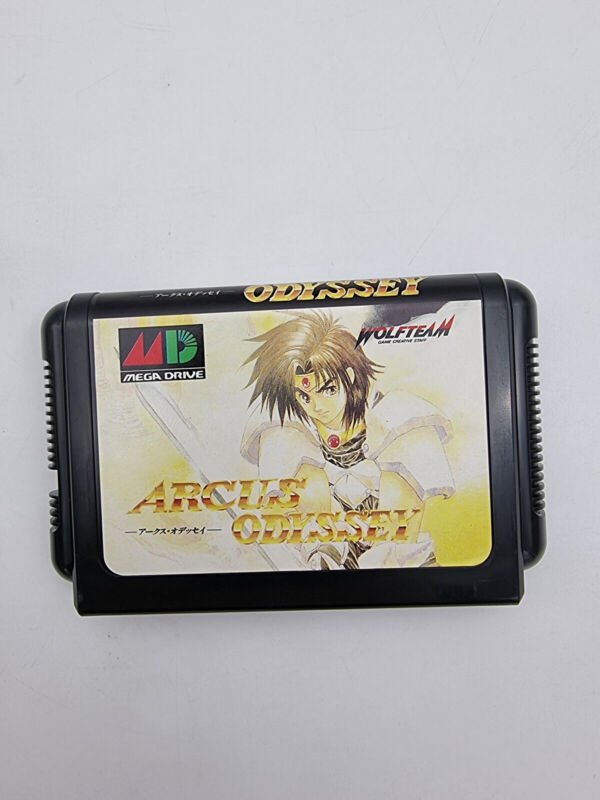 —アークス・オデッセイ— ODYSSEY
MD
MEGA DRIVE
WOLFTEAM
GAME CREATIVE STAFF
ARCUS
—アークス・オデッセイ— ODYSSEY